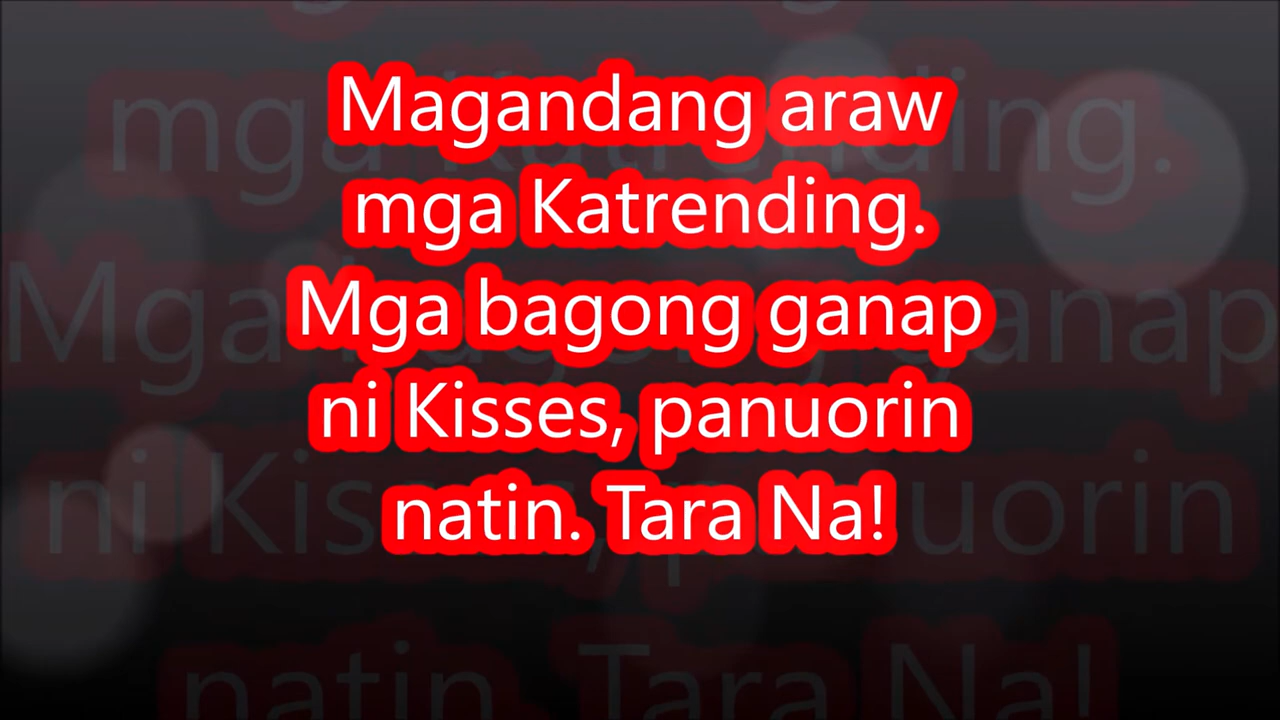 Magandang araw
mga Katrending.
Mga bagong ganap
ni Kisses, panuorin
natin. Tara Na!